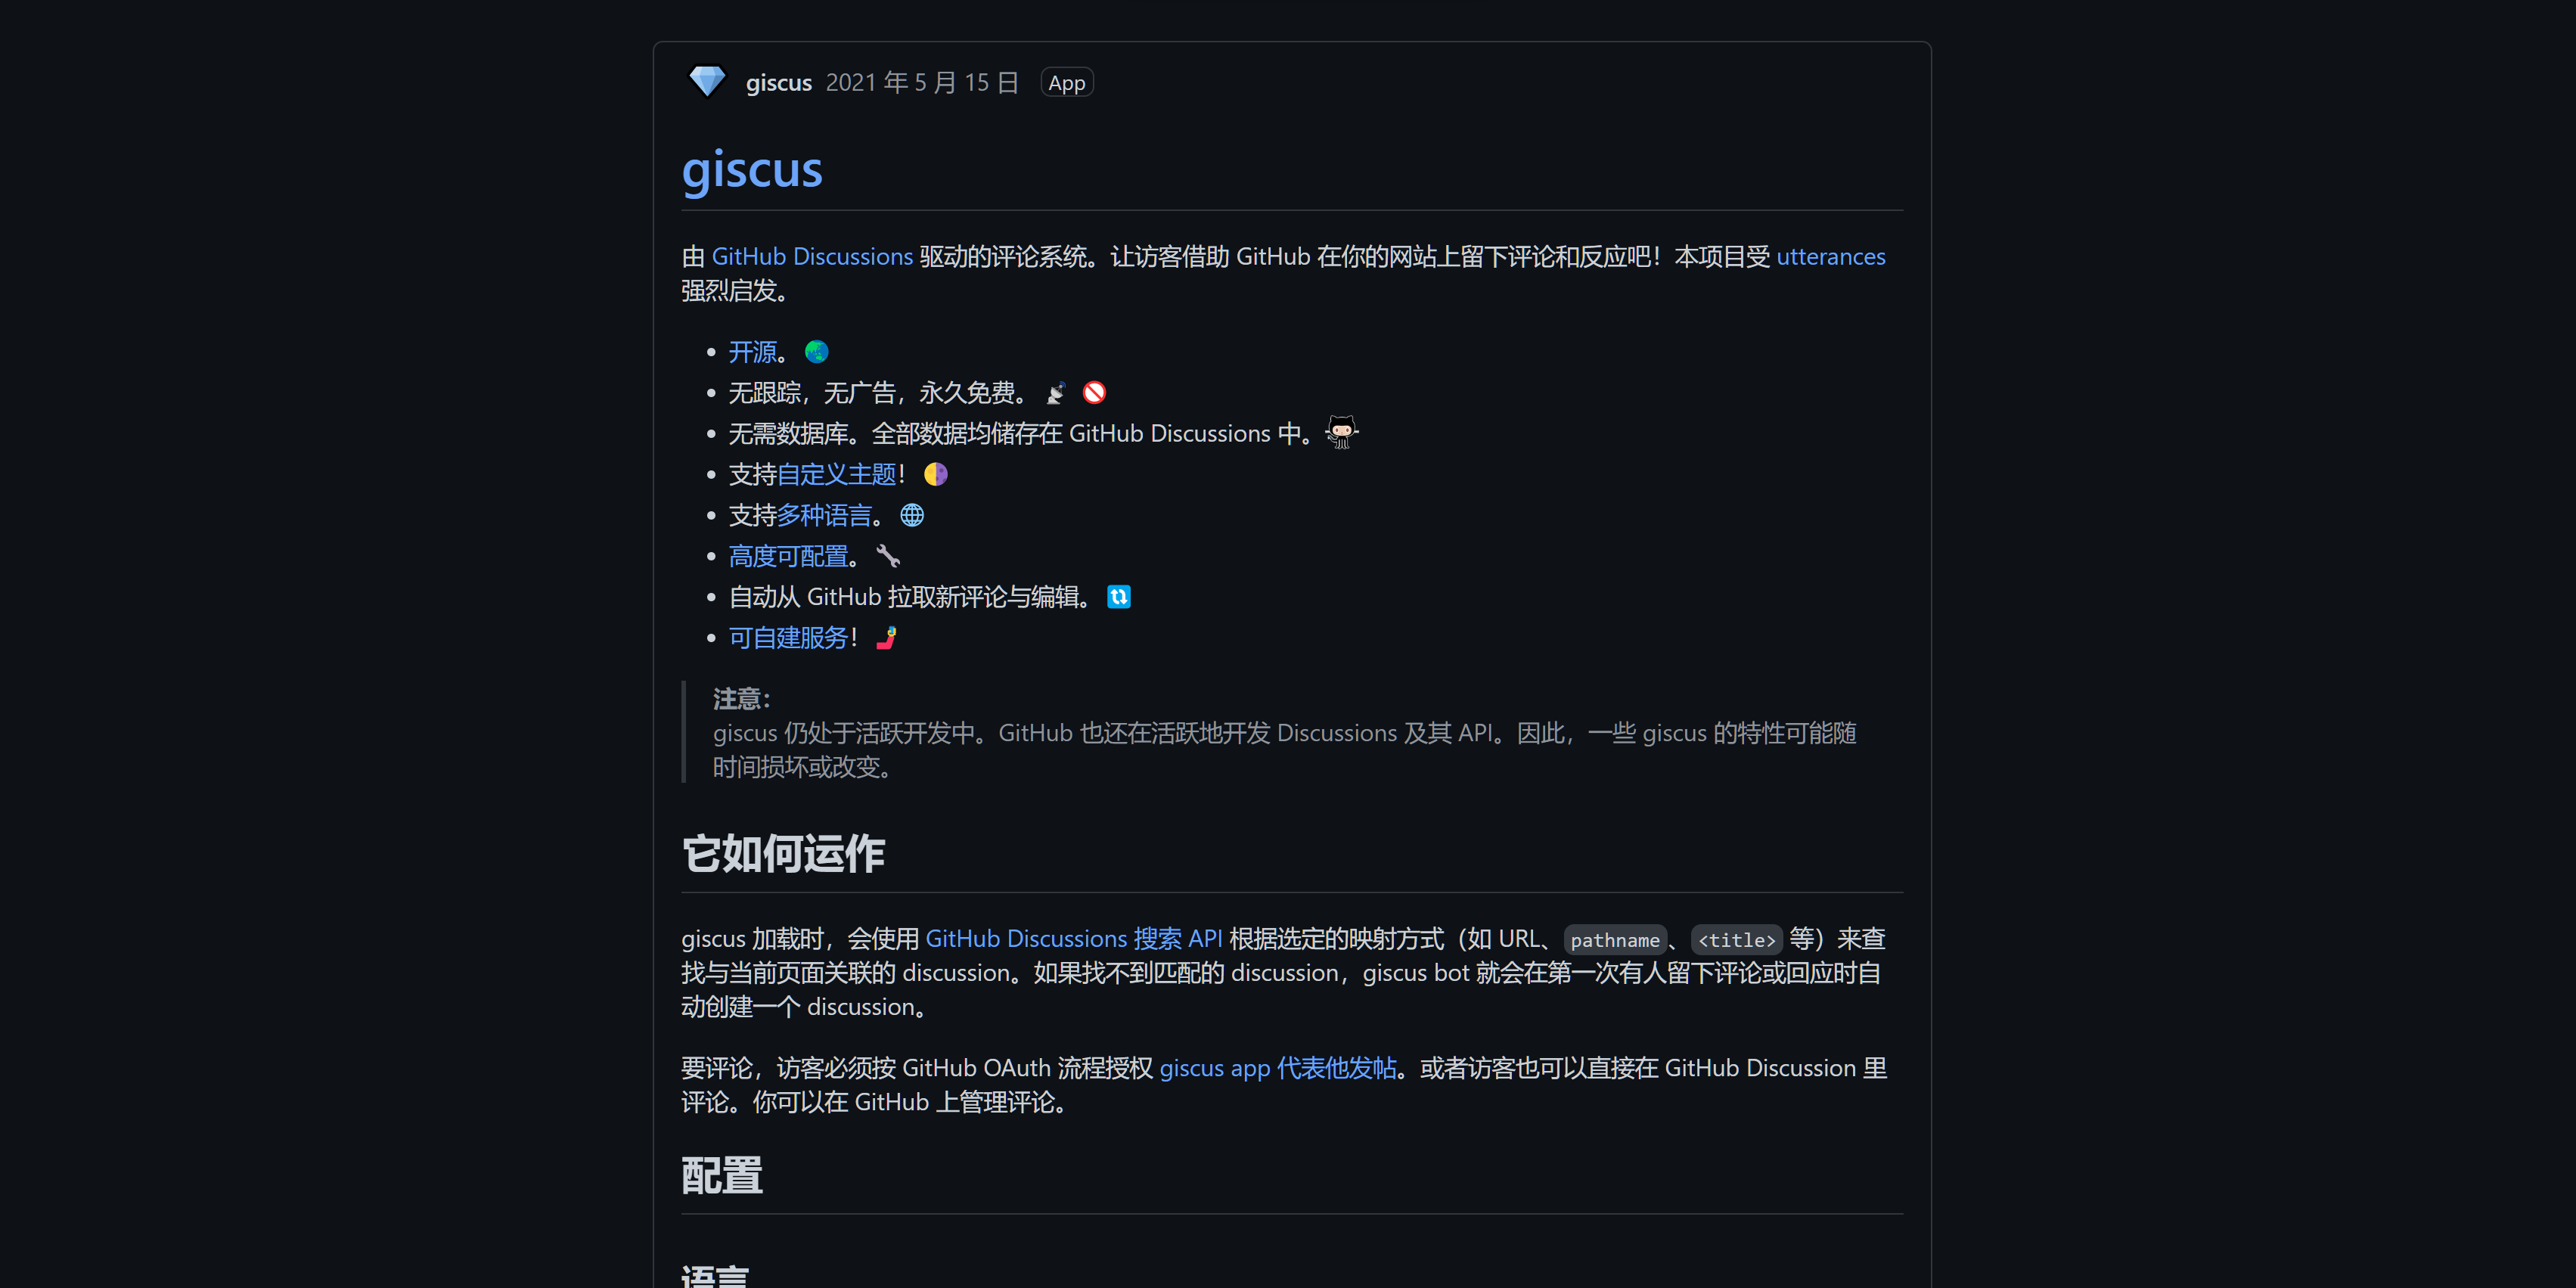 giscus 2021 年 5 月 15 日 App
giscus
由 GitHub Discussions 驱动的评论系统。让访客借助 GitHub 在你的网站上留下评论和反应吧！本项目受 utterances
强烈启发。
开源。
无跟踪，无广告，永久免费。
无需数据库。全部数据均储存在 GitHub Discussions 中。
支持自定义主题！
支持多种语言。
高度可配置。
自动从 GitHub 拉取新评论与编辑。
可自建服务！
注意：
giscus 仍处于活跃开发中。GitHub 也还在活跃地开发 Discussions 及其 API。因此，一些 giscus 的特性可能随
时间损坏或改变。
它如何运作
giscus 加载时，会使用 GitHub Discussions 搜索 API 根据选定的映射方式（如 URL、pathname、<title> 等）来查
找与当前页面关联的 discussion。如果找不到匹配的 discussion，giscus bot 就会在第一次有人留下评论或回应时自
动创建一个 discussion。
要评论，访客必须按 GitHub OAuth 流程授权 giscus app 代表他发帖。或者访客也可以直接在 GitHub Discussion 里
评论。你可以在 GitHub 上管理评论。
配置
语言